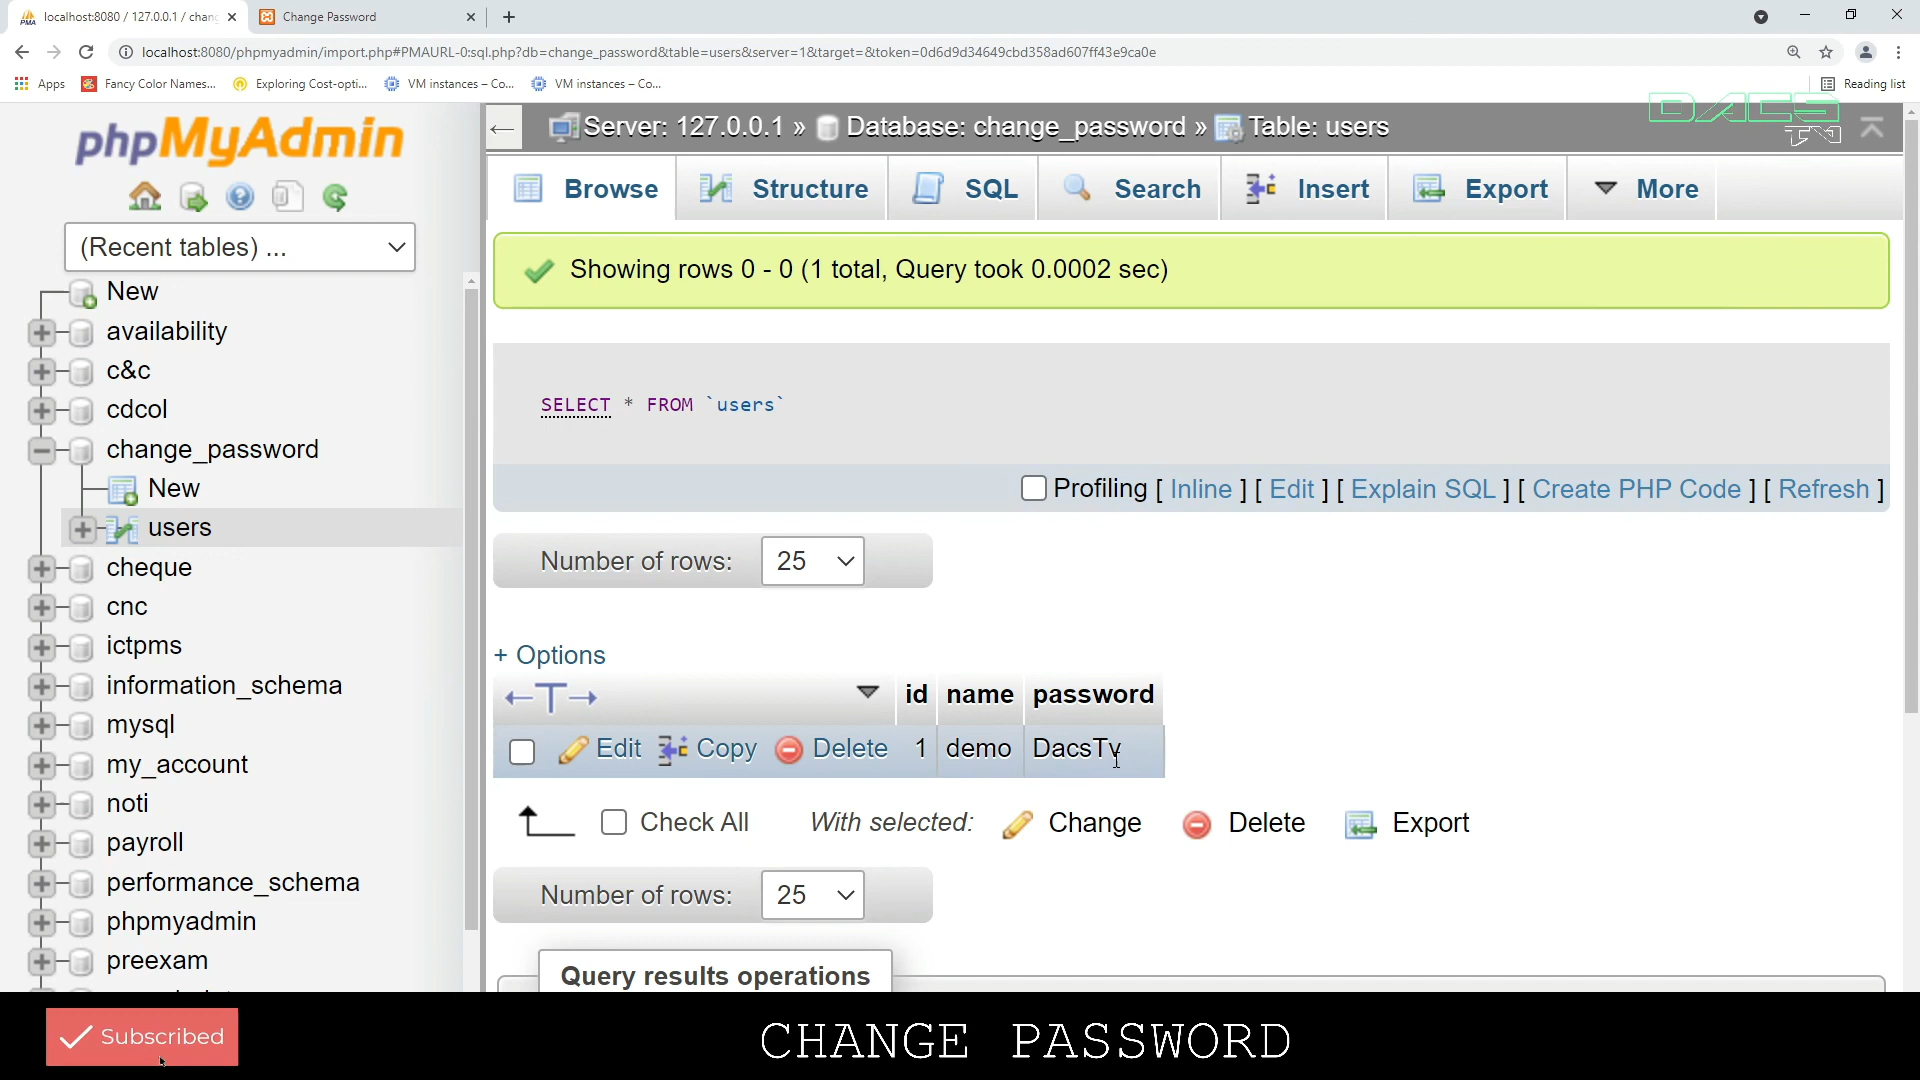 localhost:8080 / 127.0.0.1 / chan
Change Password
localhost:8080/phpmyadmin/import.php#PMAURL-0:sql.php?db=change_password&table=users&server=1&target=&token=0d6d9d34649cbd358ad607ff43e9ca0e
Apps
Fancy Color Names...
Exploring Cost-opti...
VM instances – Co...
VM instances – Co...
Reading list
DACS
TV
phpMyAdmin
(Recent tables) ...
New
availability
c&c
cdcol
change_password
New
users
cheque
cnc
ictpms
information_schema
mysql
my_account
noti
payroll
performance_schema
phpmyadmin
preexam
Server: 127.0.0.1 » Database: change_password » Table: users
Browse Structure SQL Search Insert Export More
Showing rows 0 - 0 (1 total, Query took 0.0002 sec)
SELECT * FROM `users`
Profiling [ Inline ] [ Edit ] [ Explain SQL ] [ Create PHP Code ] [ Refresh ]
Number of rows: 25
+ Options
←T→ id name password
Edit Copy Delete 1 demo DacsTv
Check All With selected: Change Delete Export
Number of rows: 25
Query results operations
Subscribed
CHANGE PASSWORD